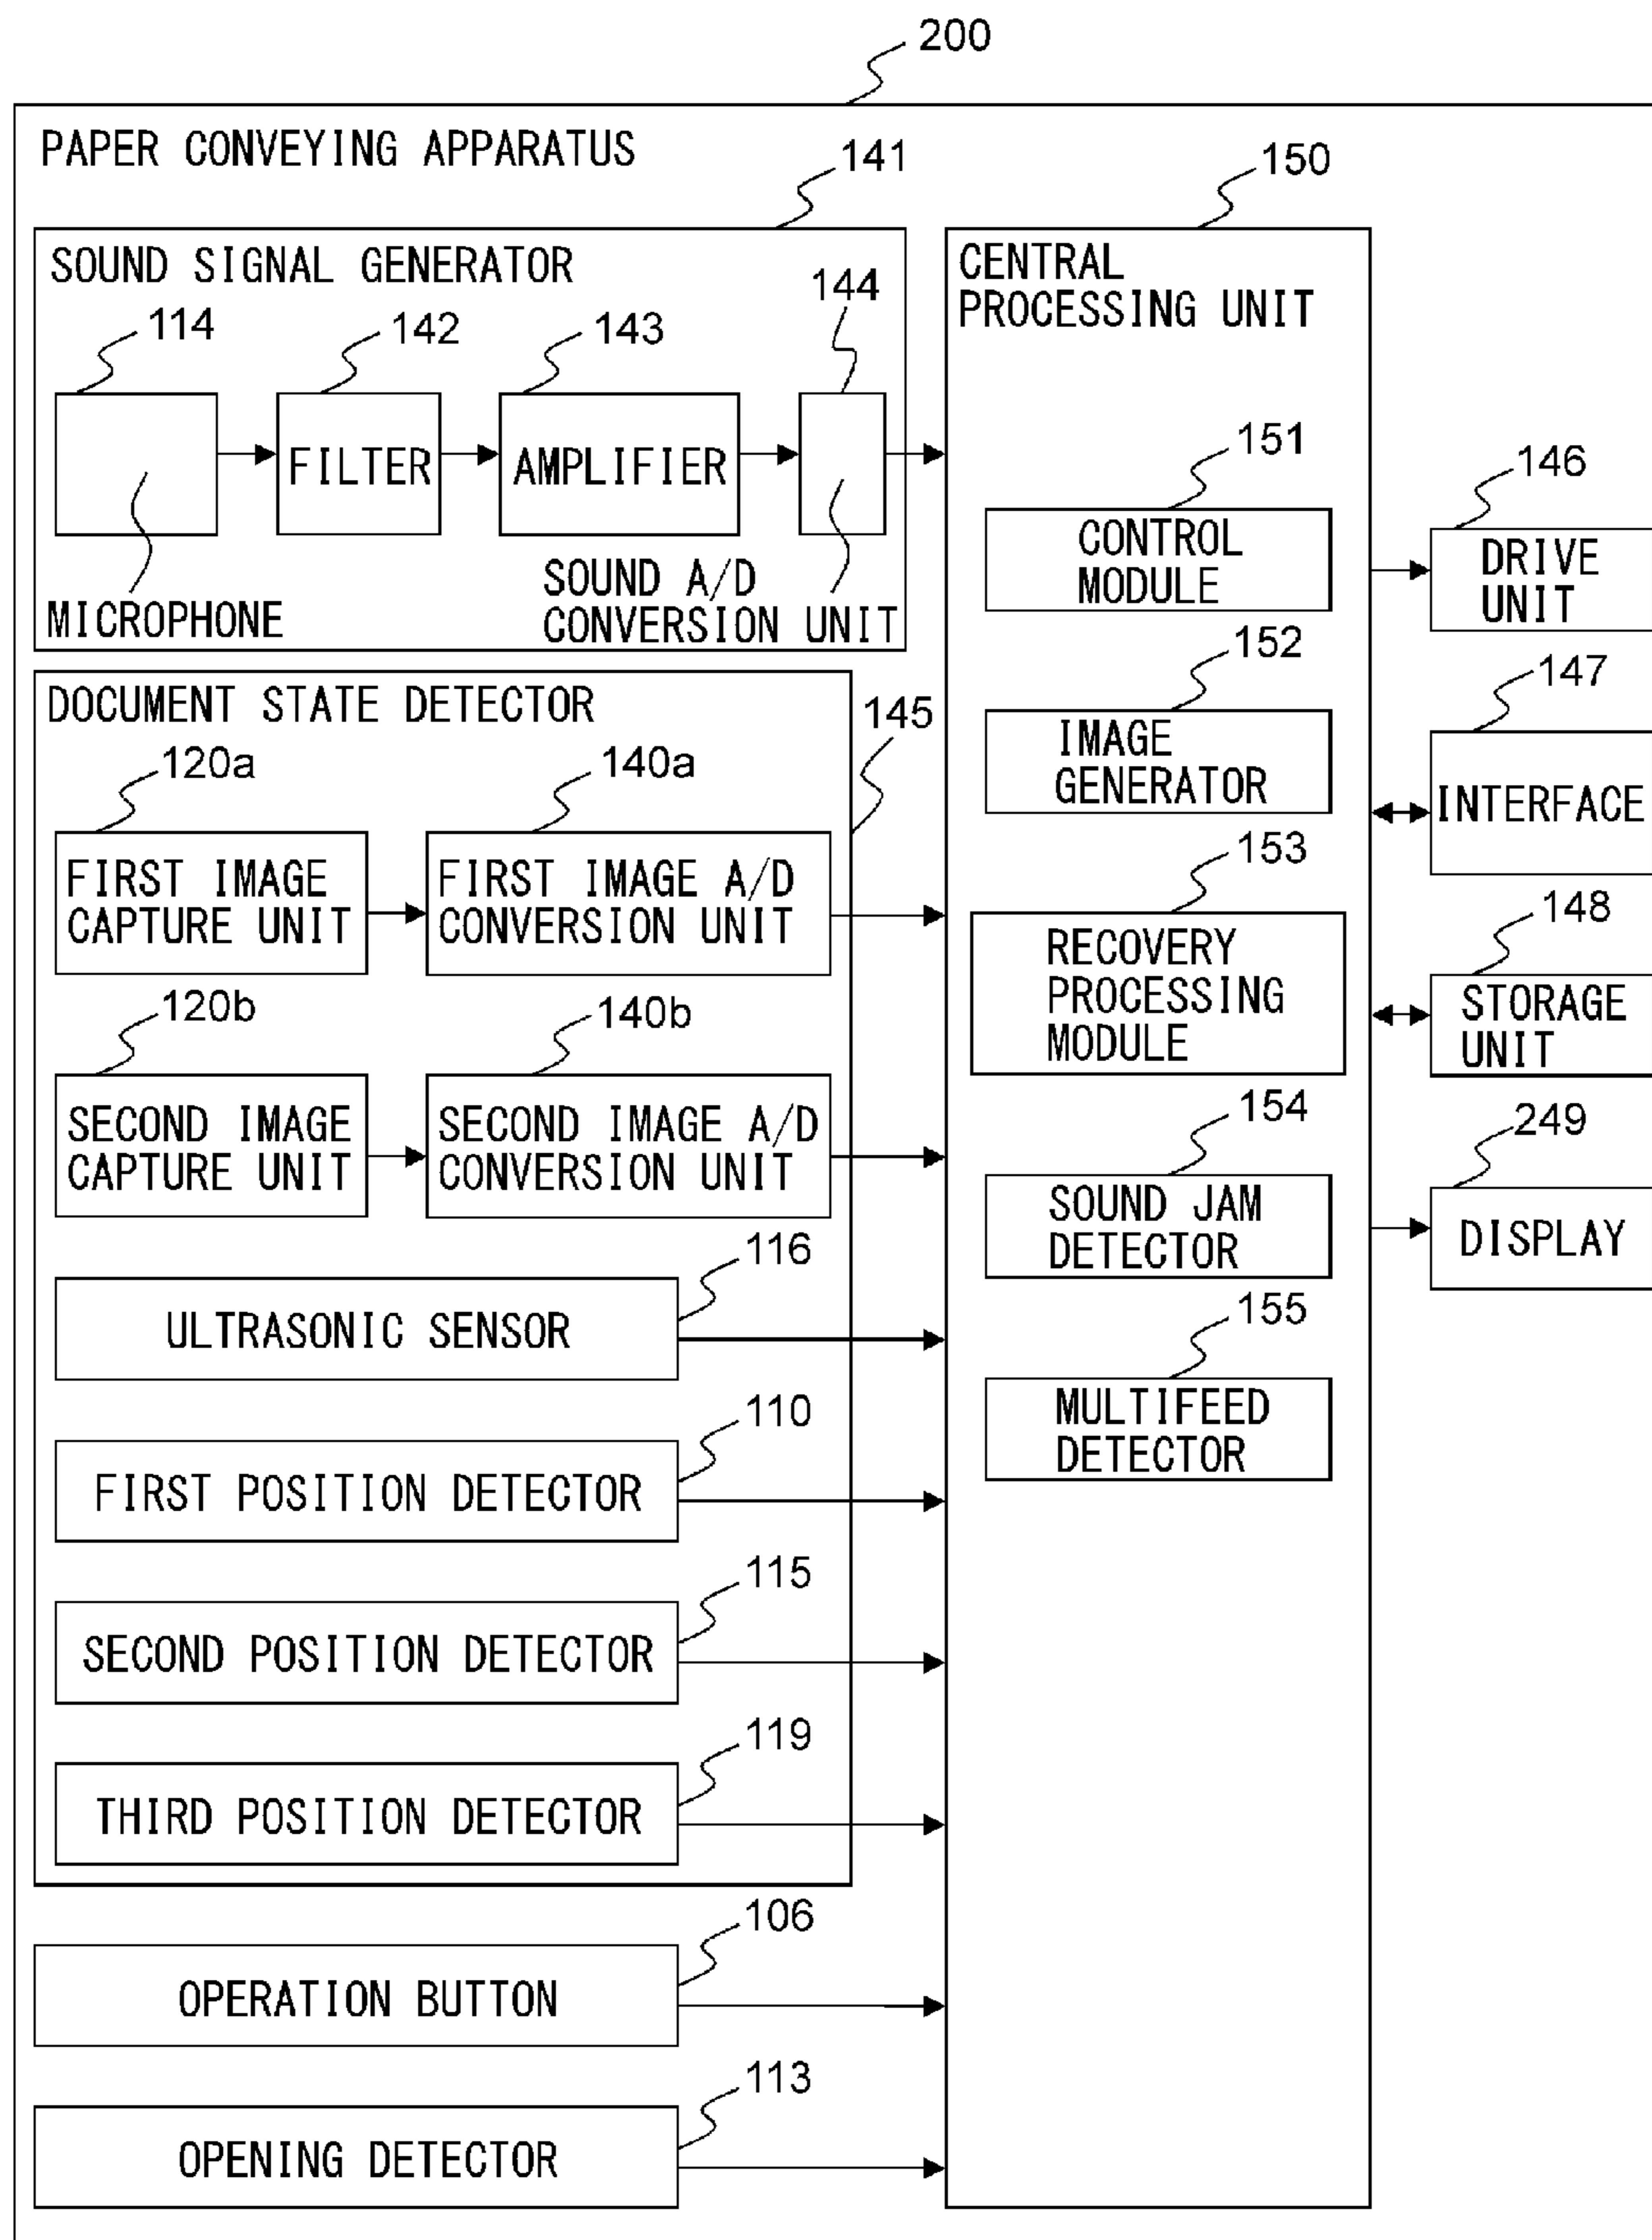 200
PAPER CONVEYING APPARATUS
141
150
SOUND SIGNAL GENERATOR
144
CENTRAL
PROCESSING UNIT
114
142
143
FILTER
AMPLIFIER
MICROPHONE
SOUND A/D
CONVERSION UNIT
151
CONTROL
MODULE
146
DRIVE
UNIT
152
IMAGE
GENERATOR
147
INTERFACE
DOCUMENT STATE DETECTOR
145
120a
140a
FIRST IMAGE
CAPTURE UNIT
FIRST IMAGE A/D
CONVERSION UNIT
153
RECOVERY
PROCESSING
MODULE
148
STORAGE
UNIT
120b
140b
SECOND IMAGE
CAPTURE UNIT
SECOND IMAGE A/D
CONVERSION UNIT
154
SOUND JAM
DETECTOR
249
DISPLAY
116
ULTRASONIC SENSOR
155
MULTIFEED
DETECTOR
110
FIRST POSITION DETECTOR
115
SECOND POSITION DETECTOR
119
THIRD POSITION DETECTOR
106
OPERATION BUTTON
113
OPENING DETECTOR